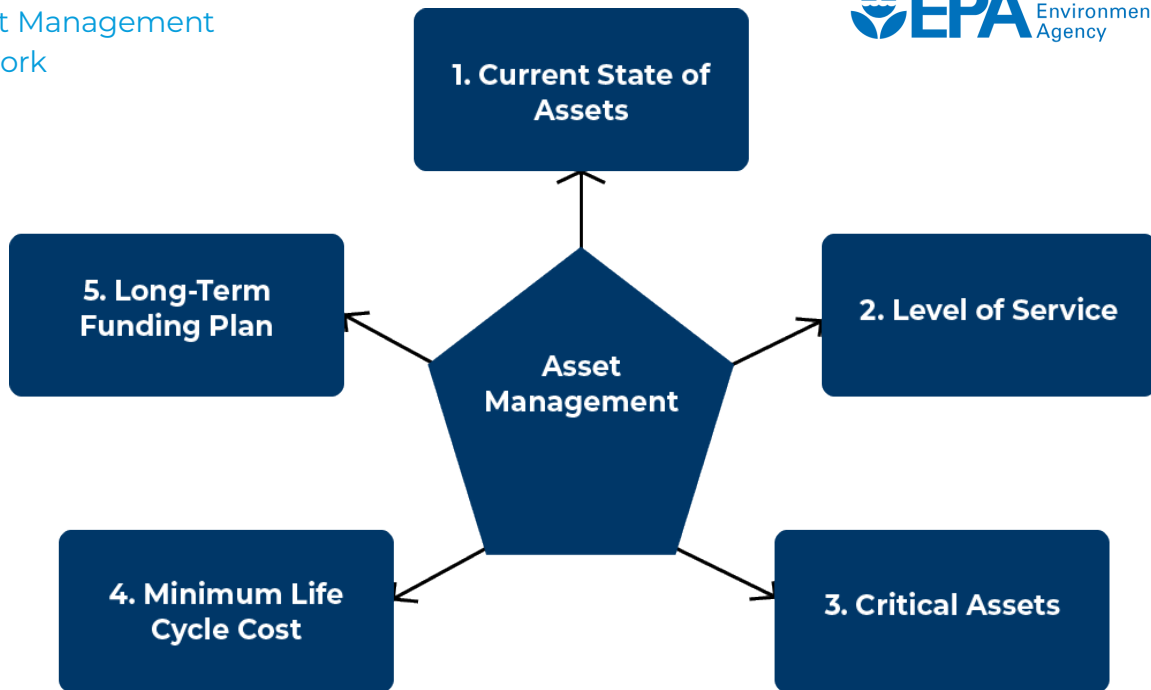 t Management
ork
EPA
Environmen
Agency
1. Current State of
Assets
5. Long-Term
Funding Plan
2. Level of Service
Asset
Management
4. Minimum Life
Cycle Cost
3. Critical Assets